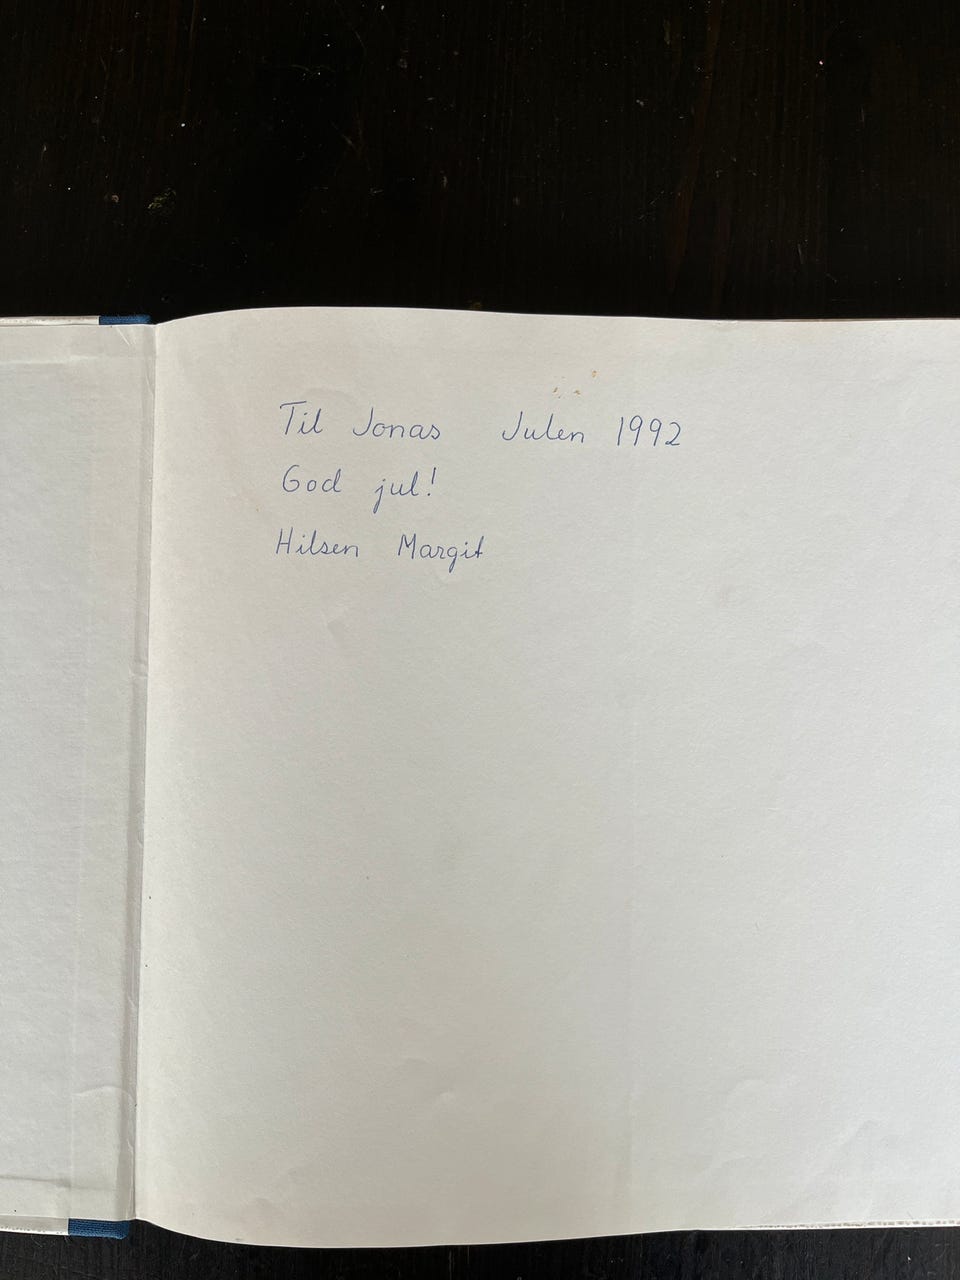 Til Jonas Julen 1992
God jul!
Hilsen Margit